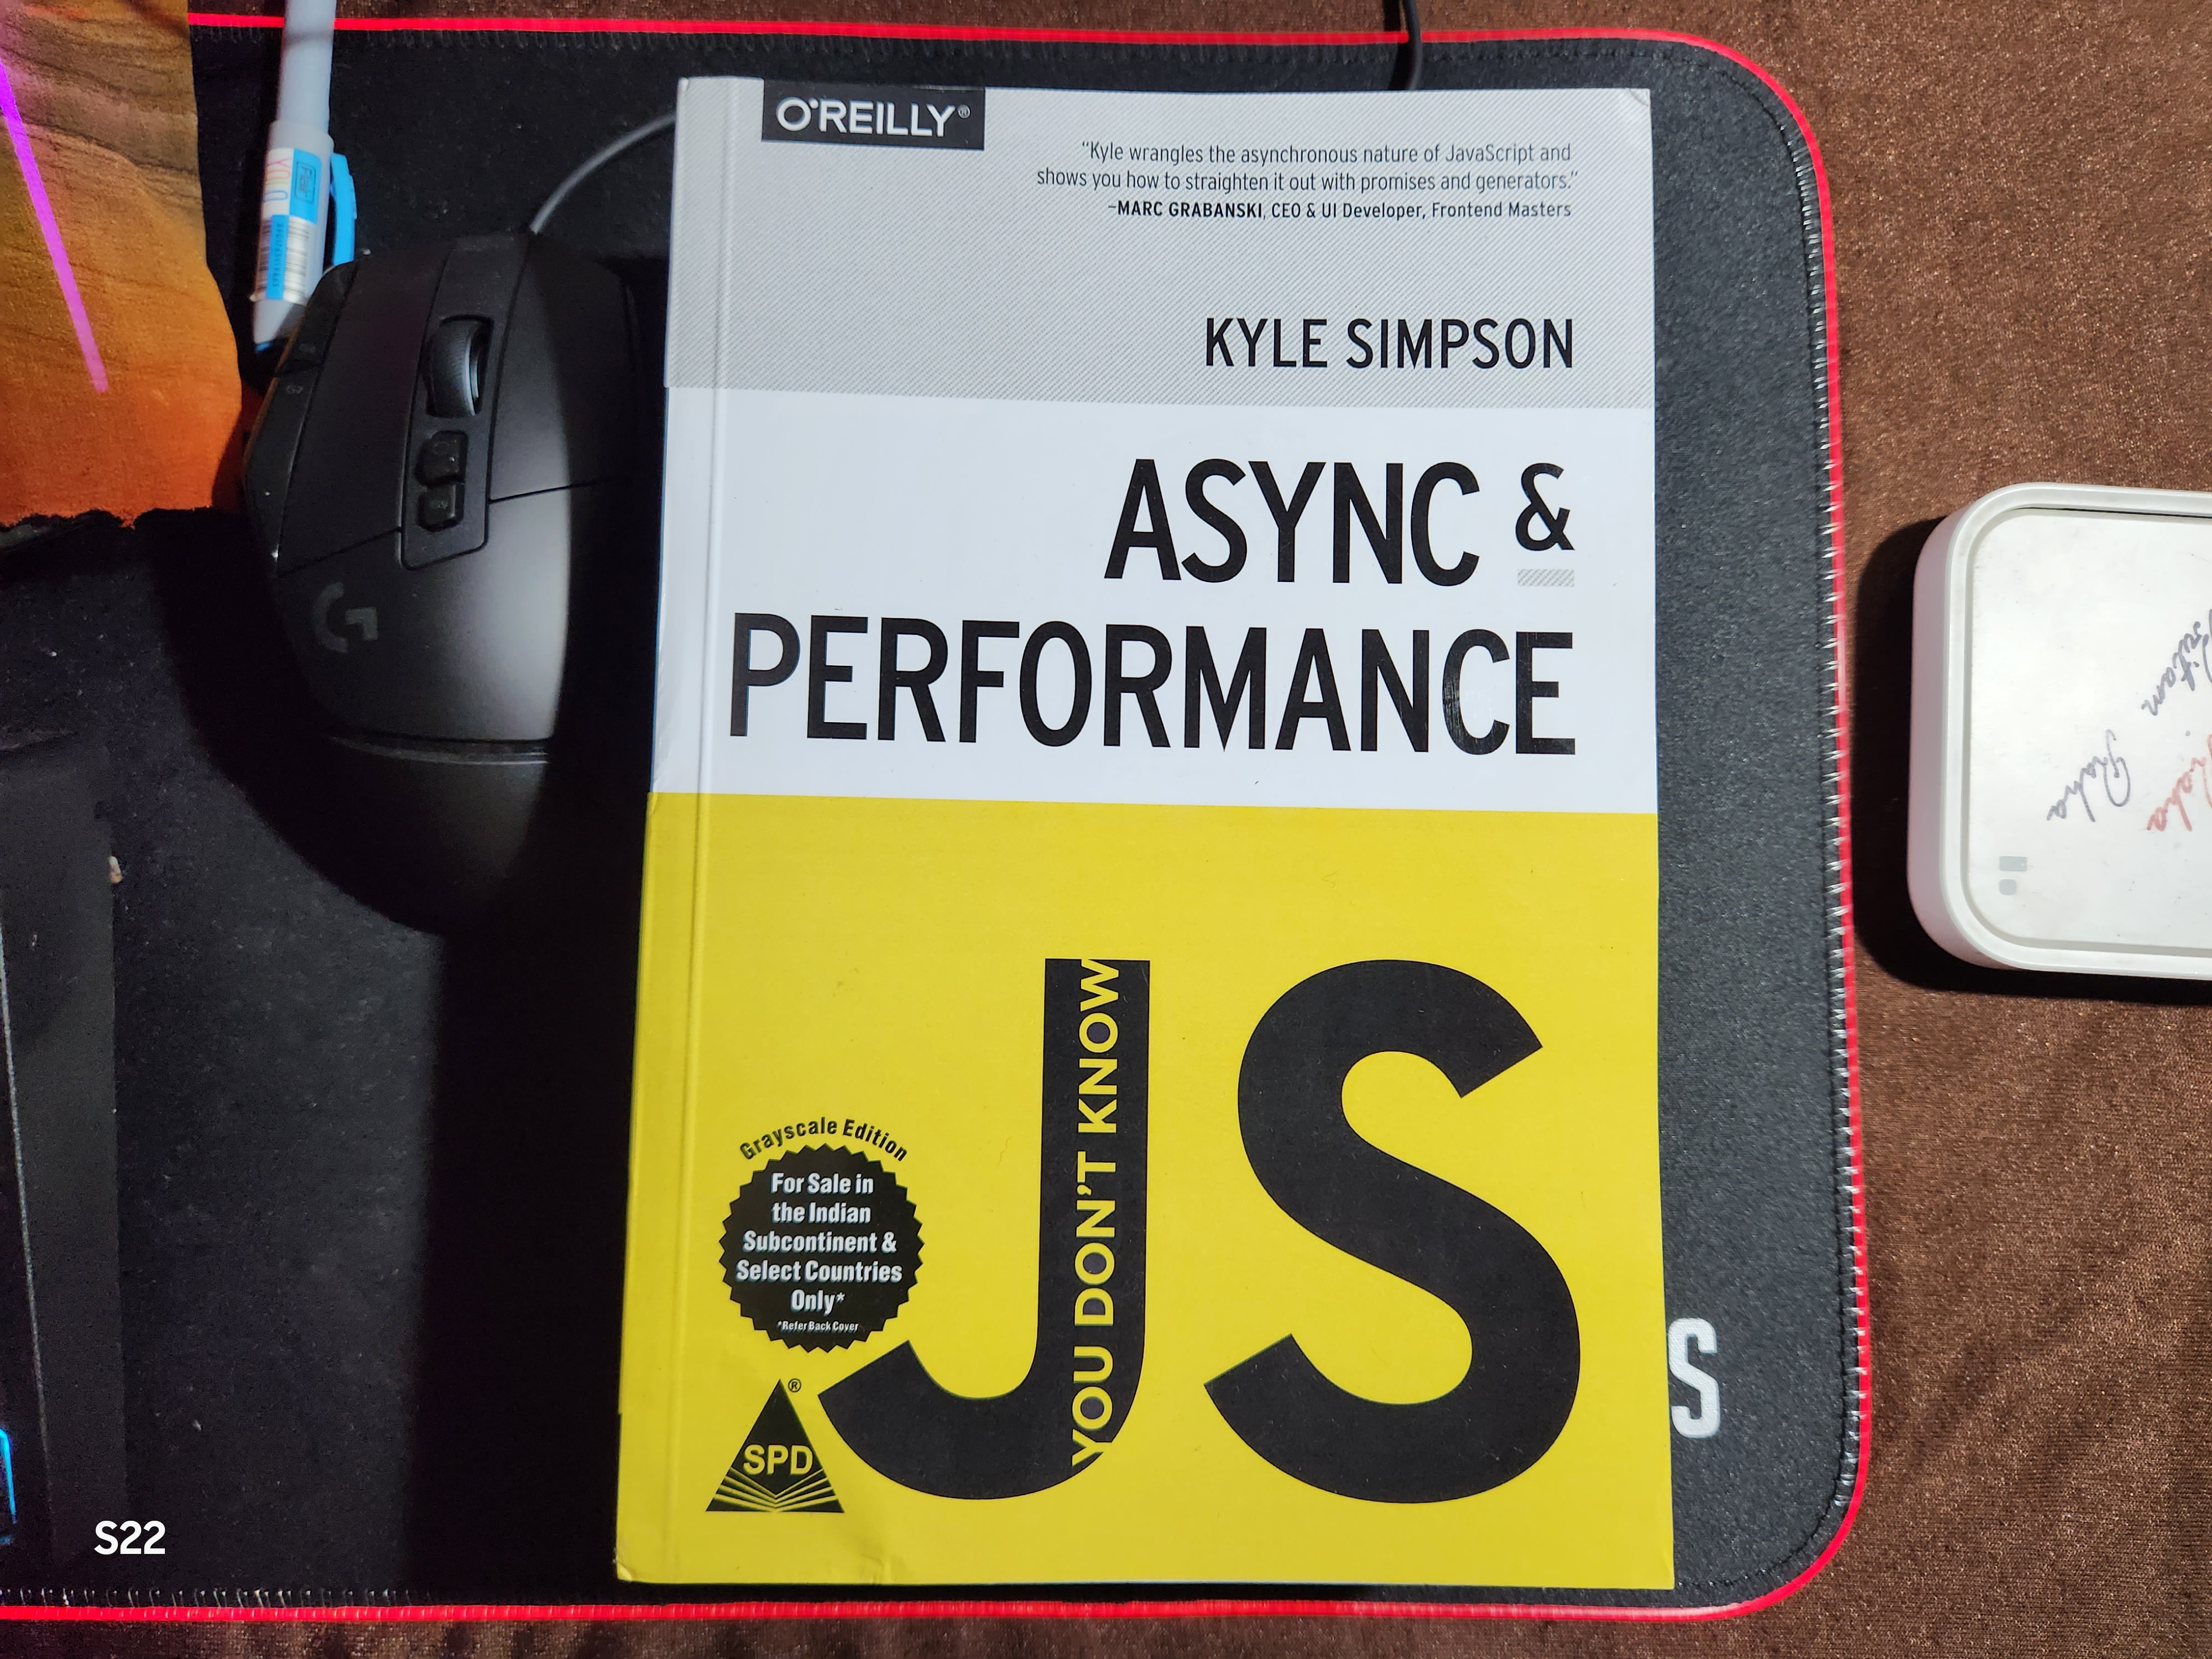 O'REILLY®
"Kyle wrangles the asynchronous nature of JavaScript and
shows you how to straighten it out with promises and generators."
–MARC GRABANSKI, CEO & UI Developer, Frontend Masters
KYLE SIMPSON
ASYNC &
PERFORMANCE
YOU DON'T KNOW
JS
Grayscale Edition
For Sale in
the Indian
Subcontinent &
Select Countries
Only*
*Refer Back Cover
®
SPD
S
S22
Raha